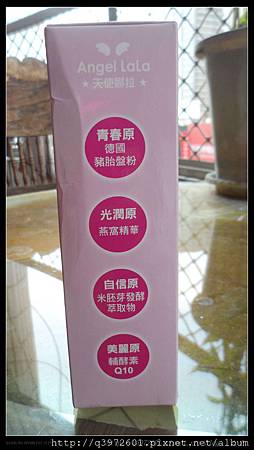 Angel LaLa
★天使娜拉★
青春原
德國
豬胎盤粉
光潤原
燕窩精華
自信原
米胚芽發酵
萃取物
美麗原
輔酵素
Q10
http://q3972601.pixnet.net/album